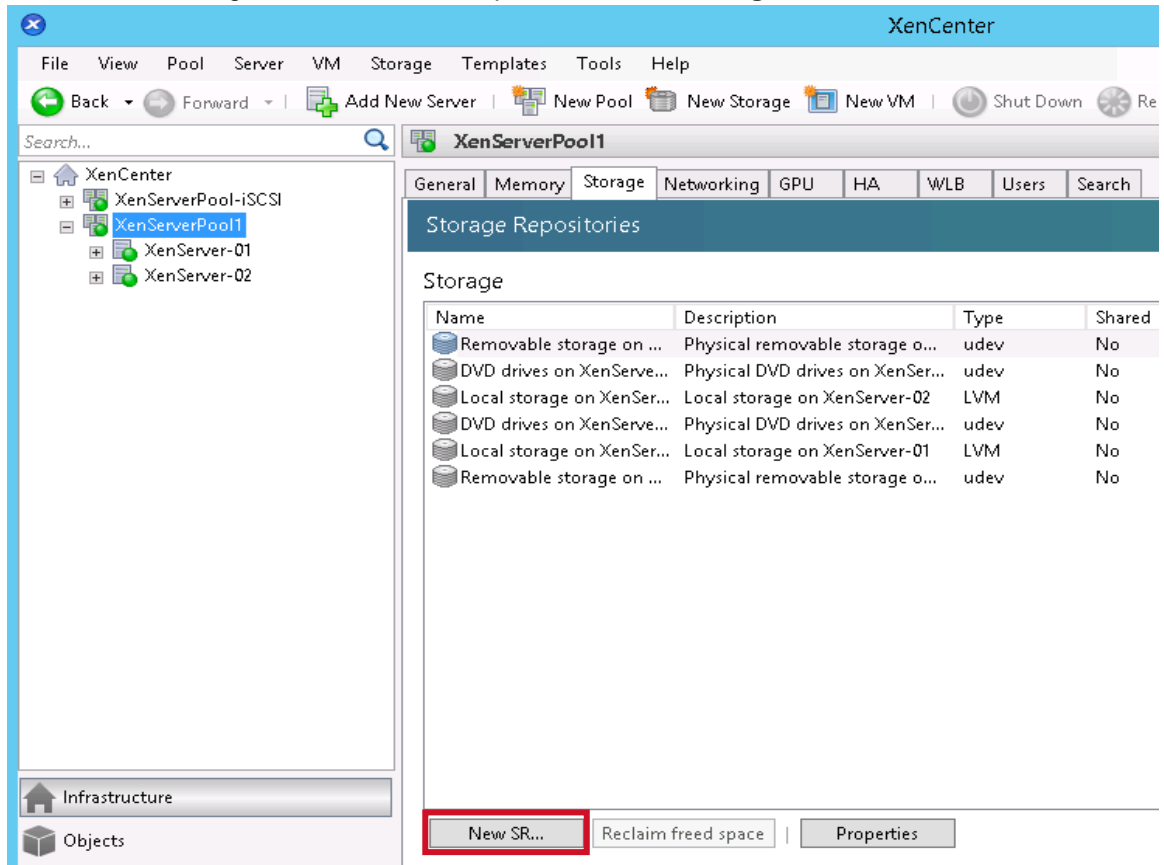 XenCenter
File View Pool Server VM Storage Templates Tools Help
Back Forward Add New Server New Pool New Storage New VM Shut Down Re
Search...
XenServerPool1
XenCenter
XenServerPool-iSCSI
XenServerPool1
XenServer-01
XenServer-02
General Memory Storage Networking GPU HA WLB Users Search
Storage Repositories
Storage
Name Description Type Shared
Removable storage on ... Physical removable storage o... udev No
DVD drives on XenServe... Physical DVD drives on XenSer... udev No
Local storage on XenSer... Local storage on XenServer-02 LVM No
DVD drives on XenServe... Physical DVD drives on XenSer... udev No
Local storage on XenSer... Local storage on XenServer-01 LVM No
Removable storage on ... Physical removable storage o... udev No
Infrastructure
Objects
New SR... Reclaim freed space | Properties